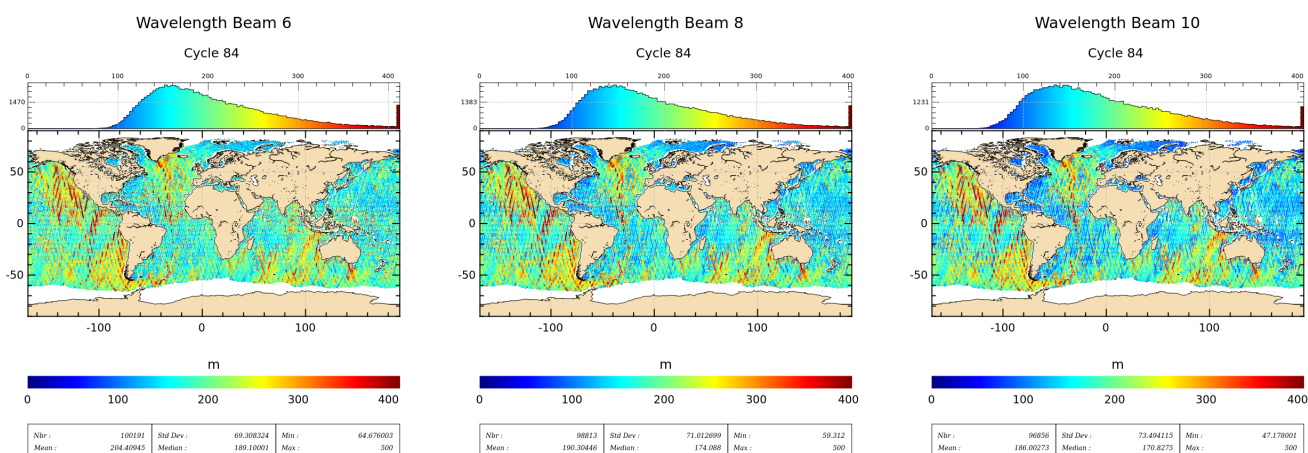 Wavelength Beam 6
Cycle 84
0 100 200 300 400
1470
0
50
0
-50
-100 0 100
m
0 100 200 300 400
Nbr : 100191 Std Dev : 69.308324 Min : 64.676003
Mean : 204.40945 Median : 189.10001 Max : 500
Wavelength Beam 8
Cycle 84
0 100 200 300 400
1383
0
50
0
-50
-100 0 100
m
0 100 200 300 400
Nbr : 98813 Std Dev : 71.012699 Min : 59.312
Mean : 190.30446 Median : 174.088 Max : 500
Wavelength Beam 10
Cycle 84
0 100 200 300 400
1231
0
50
0
-50
-100 0 100
m
0 100 200 300 400
Nbr : 96856 Std Dev : 73.494115 Min : 47.178001
Mean : 186.00273 Median : 170.8275 Max : 500